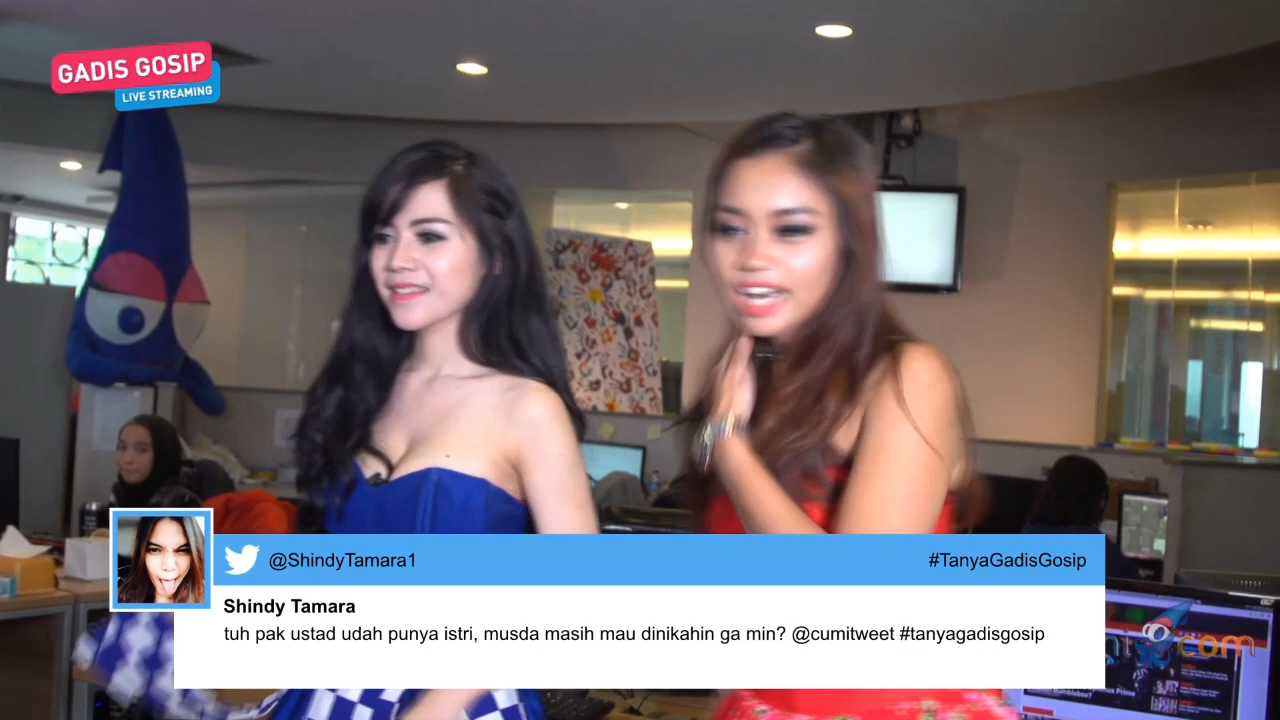 GADIS GOSIP
LIVE STREAMING
@ShindyTamara1
#TanyaGadisGosip
Shindy Tamara
tuh pak ustad udah punya istri, musda masih mau dinikahin ga min? @cumitweet #tanyagadisgosip
com